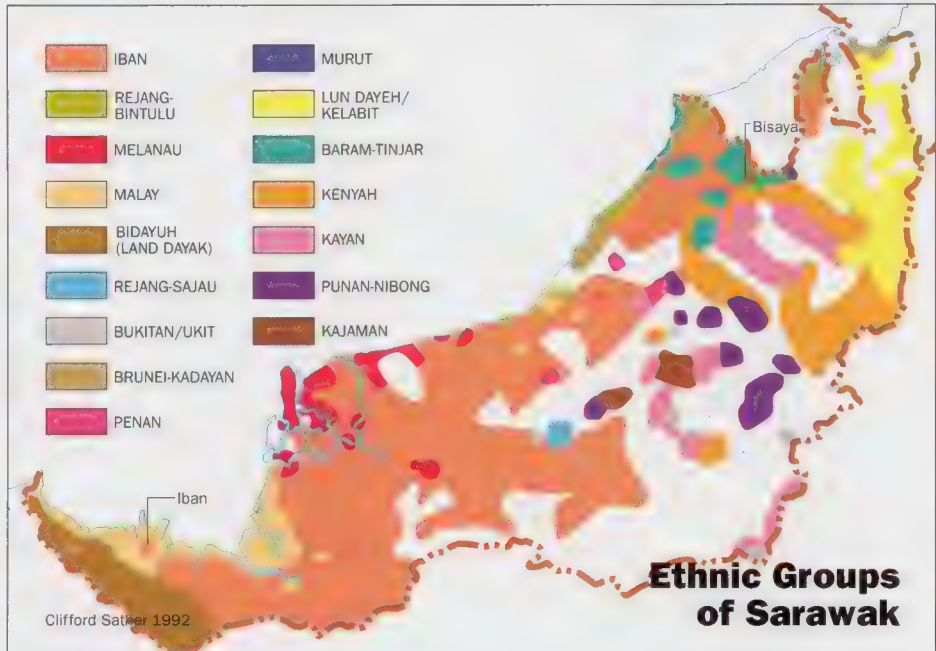 IBAN
REJANG-
BINTULU
MELANAU
MALAY
BIDAYUH
(LAND DAYAK)
REJANG-SAJAU
BUKITAN/UKIT
BRUNEI-KADAYAN
PENAN
MURUT
LUN DAYEH/
KELABIT
BARAM-TINJAR
KENYAH
KAYAN
PUNAN-NIBONG
KAJAMAN
Bisaya
Iban
Ethnic Groups
of Sarawak
Clifford Sather 1992